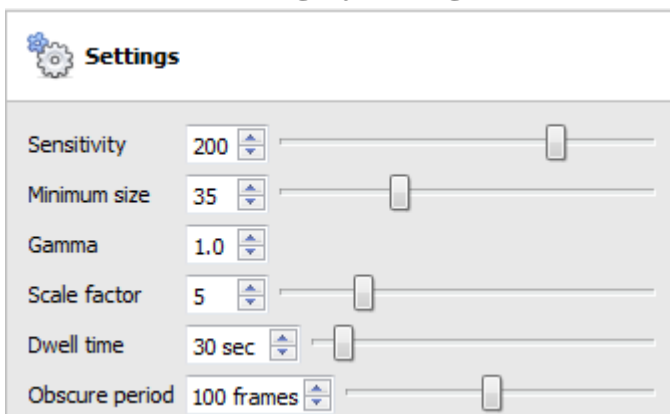 Settings
Sensitivity 200
Minimum size 35
Gamma 1.0
Scale factor 5
Dwell time 30 sec
Obscure period 100 frames